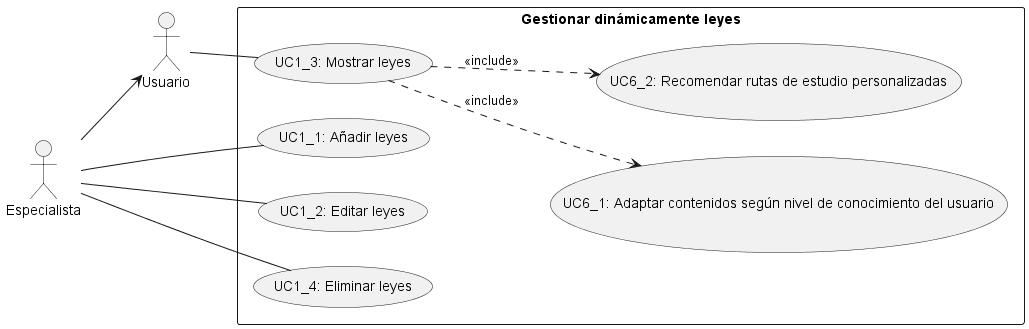 Gestionar dinámicamente leyes
Usuario
Especialista
UC1_3: Mostrar leyes
«include»
UC6_2: Recomendar rutas de estudio personalizadas
«include»
UC1_1: Añadir leyes
UC6_1: Adaptar contenidos según nivel de conocimiento del usuario
UC1_2: Editar leyes
UC1_4: Eliminar leyes